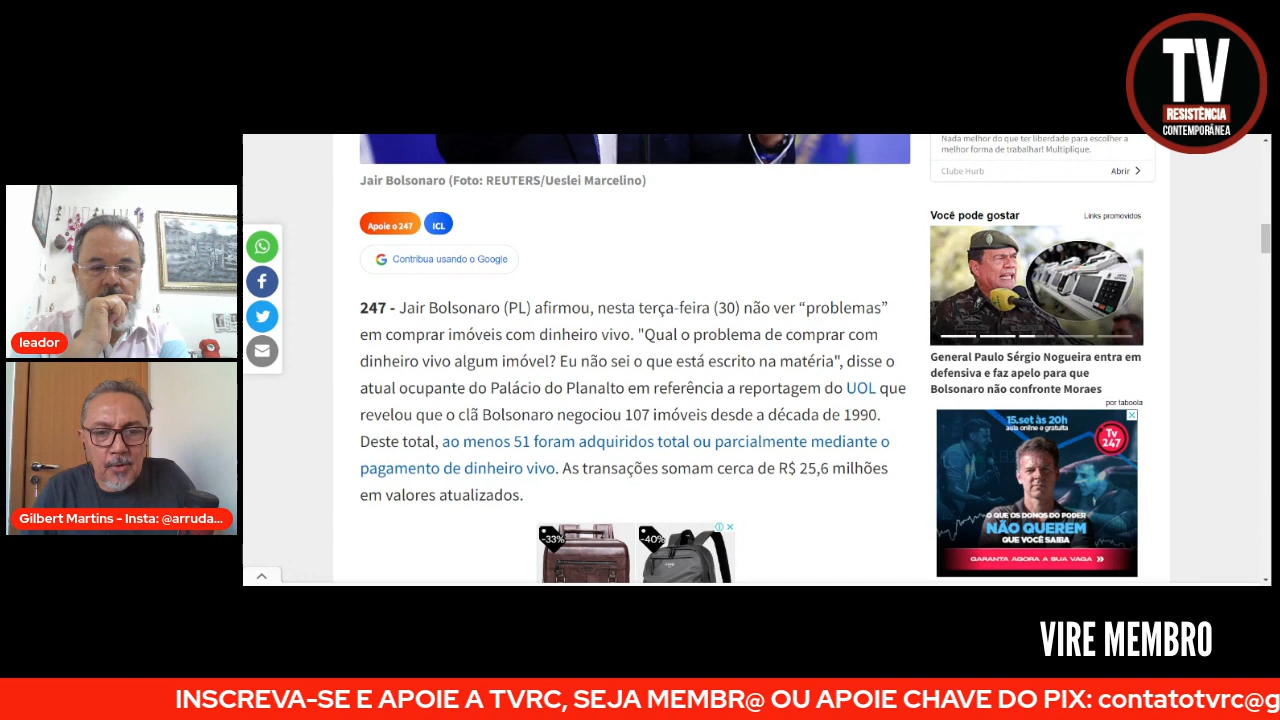 TV
RESISTÊNCIA
CONTEMPORÂNEA
Nada melhor do que ter liberdade para escolher a
melhor forma de trabalhar! Multiplique.
Clube Hurb
Abrir
Jair Bolsonaro (Foto: REUTERS/Ueslei Marcelino)
Apoie o 247
ICL
Contribua usando o Google
247 - Jair Bolsonaro (PL) afirmou, nesta terça-feira (30) não ver “problemas”
em comprar imóveis com dinheiro vivo. "Qual o problema de comprar com
dinheiro vivo algum imóvel? Eu não sei o que está escrito na matéria", disse o
atual ocupante do Palácio do Planalto em referência a reportagem do UOL que
revelou que o clã Bolsonaro negociou 107 imóveis desde a década de 1990.
Deste total, ao menos 51 foram adquiridos total ou parcialmente mediante o
pagamento de dinheiro vivo. As transações somam cerca de R$ 25,6 milhões
em valores atualizados.
-33%
-40%
Você pode gostar
Links promovidos
General Paulo Sérgio Nogueira entra em
defensiva e faz apelo para que
Bolsonaro não confronte Moraes
por taboola
15.set às 20h
aula online e gratuita
Tv
247
O QUE OS DONOS DO PODER
NÃO QUEREM
QUE VOCÊ SAIBA
GARANTA AGORA A SUA VAGA
leador
Gilbert Martins - Insta: @arruda...
VIRE MEMBRO
INSCREVA-SE E APOIE A TVRC, SEJA MEMBR@ OU APOIE CHAVE DO PIX: contatotvrc@g